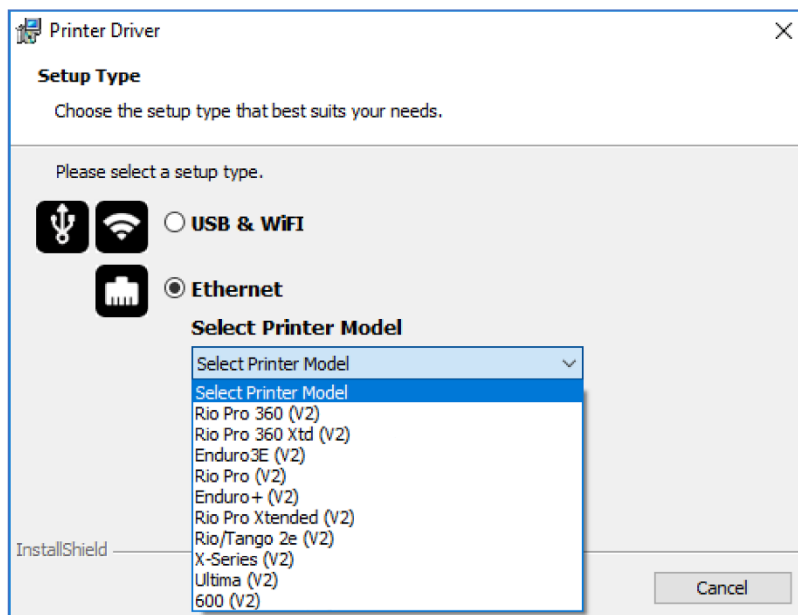 Printer Driver
Setup Type
Choose the setup type that best suits your needs.
Please select a setup type.
USB & WiFI
Ethernet
Select Printer Model
Select Printer Model
Select Printer Model
Rio Pro 360 (V2)
Rio Pro 360 Xtd (V2)
Enduro3E (V2)
Rio Pro (V2)
Enduro+ (V2)
Rio Pro Xtended (V2)
Rio/Tango 2e (V2)
X-Series (V2)
Ultima (V2)
600 (V2)
InstallShield
Cancel